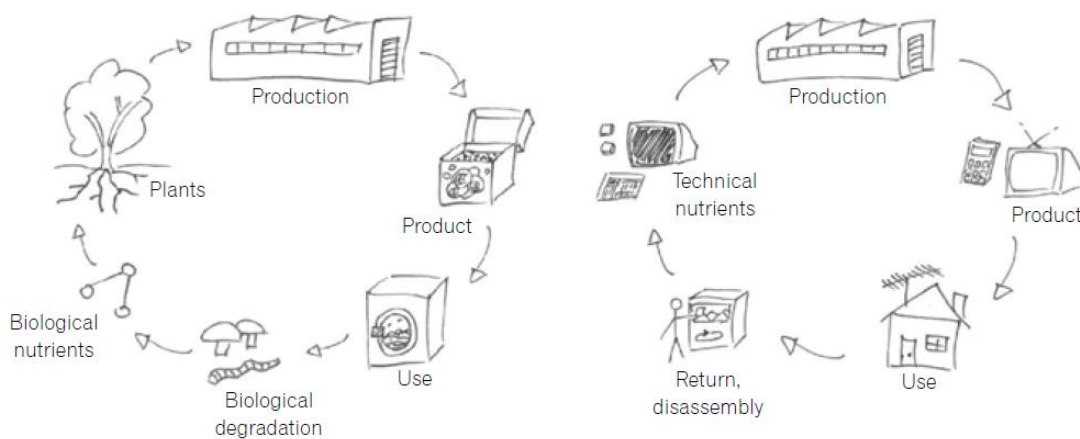 Production
Plants
Product
Use
Biological
degradation
Biological
nutrients
Production
Product
Use
Return,
disassembly
Technical
nutrients